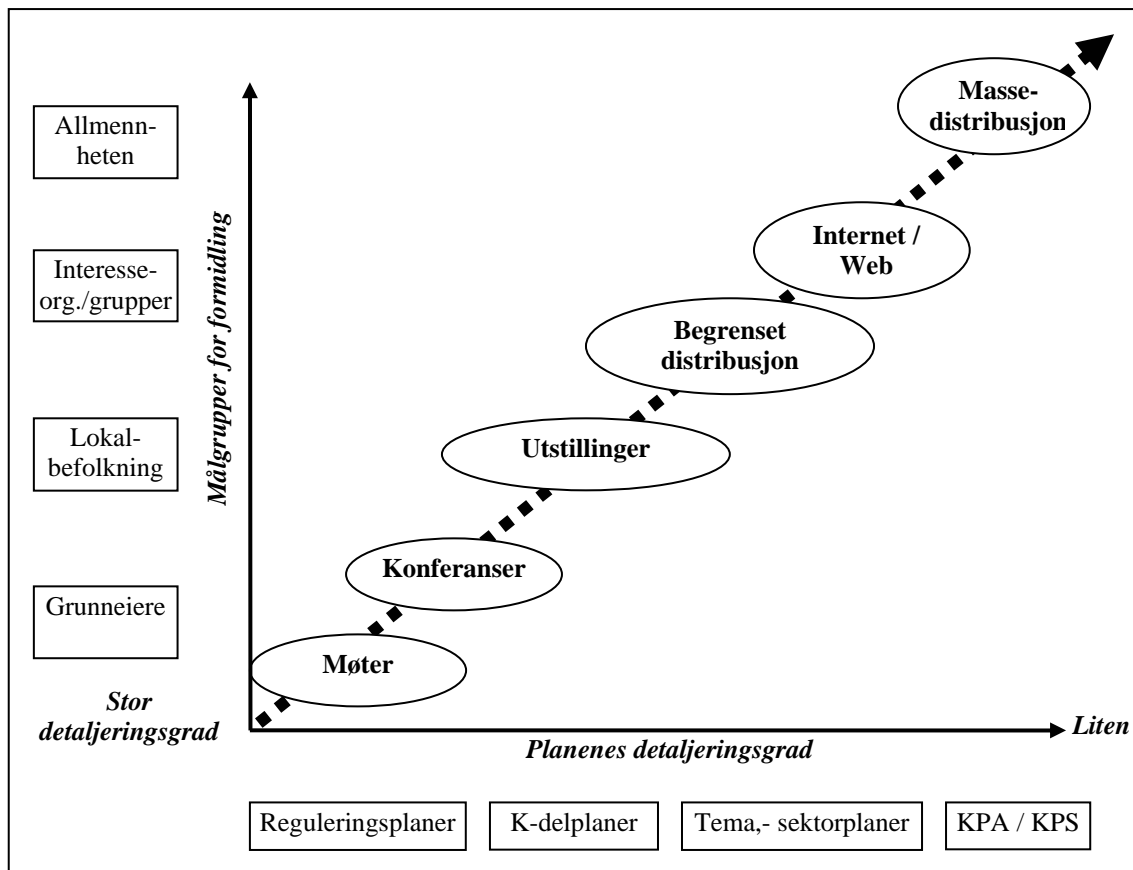 Masse-
distribusjon
Allmenn-
heten
Internet /
Web
Interesse-
org./grupper
Målgrupper for formidling
Begrenset
distribusjon
Lokal-
befolkning
Utstillinger
Konferanser
Grunneiere
Møter
Stor
detaljeringsgrad
Planenes detaljeringsgrad
Liten
Reguleringsplaner
K-delplaner
Tema,- sektorplaner
KPA / KPS